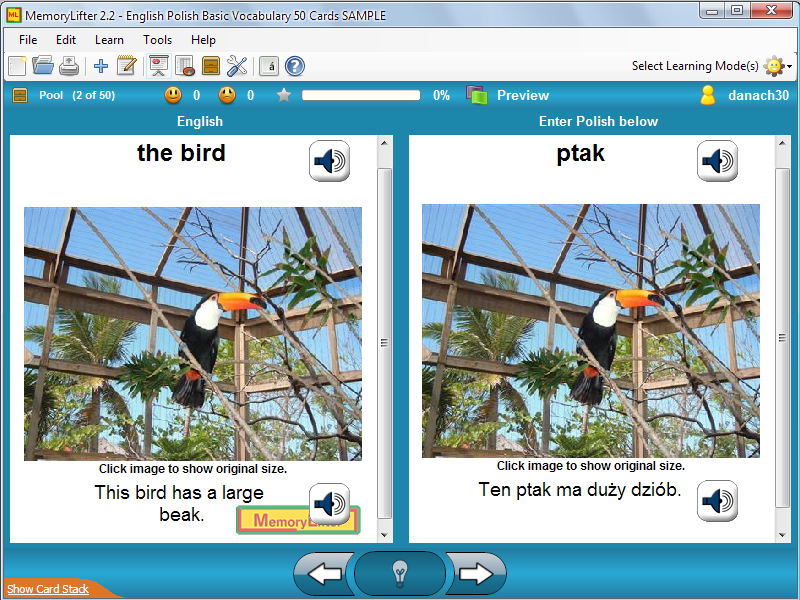 MemoryLifter 2.2 - English Polish Basic Vocabulary 50 Cards SAMPLE
File Edit Learn Tools Help
á ? Select Learning Mode(s)
Pool (2 of 50) 0 0 0% Preview danach30
English Enter Polish below
the bird
ptak
Click image to show original size.
Click image to show original size.
This bird has a large
beak.
Ten ptak ma duży dziób.
Show Card Stack